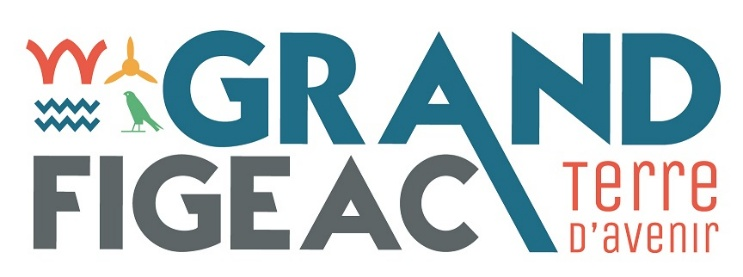 GRAND
FIGEAC
Terre
D'avenir